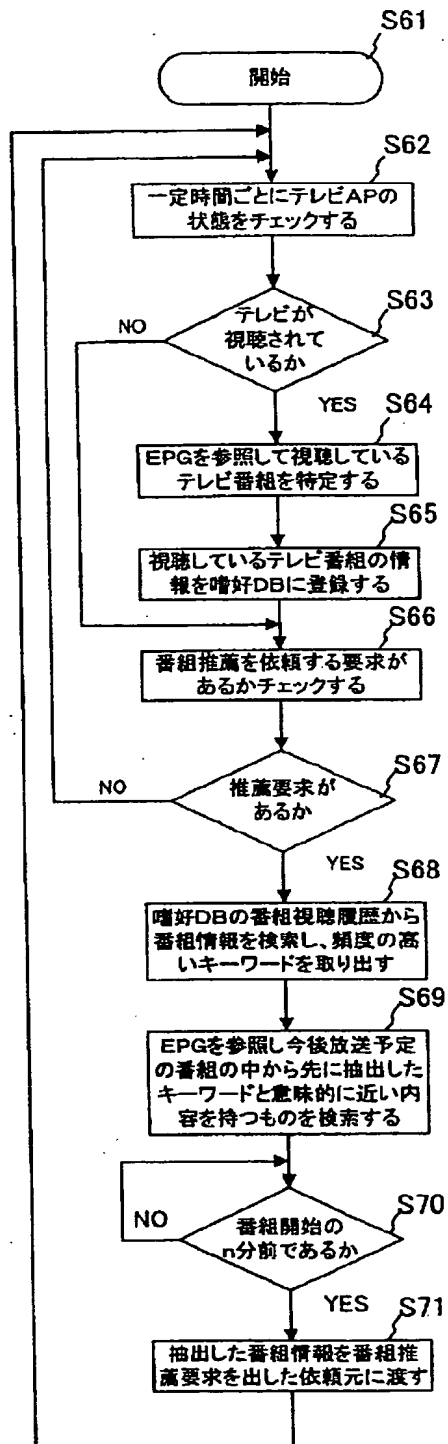 S61
開始
S62
一定時間ごとにテレビAPの
状態をチェックする
S63
テレビが
視聴されて
いるか
NO
YES
S64
EPGを参照して視聴している
テレビ番組を特定する
S65
視聴しているテレビ番組の情
報を嗜好DBに登録する
S66
番組推薦を依頼する要求が
あるかチェックする
S67
推薦要求が
あるか
NO
YES
S68
嗜好DBの番組視聴履歴から
番組情報を検索し、頻度の高
いキーワードを取り出す
S69
EPGを参照し今後放送予定
の番組の中から先に抽出した
キーワードと意味的に近い内
容を持つものを検索する
S70
NO
番組開始の
n分前であるか
YES
S71
抽出した番組情報を番組推
薦要求を出した依頼元に渡す